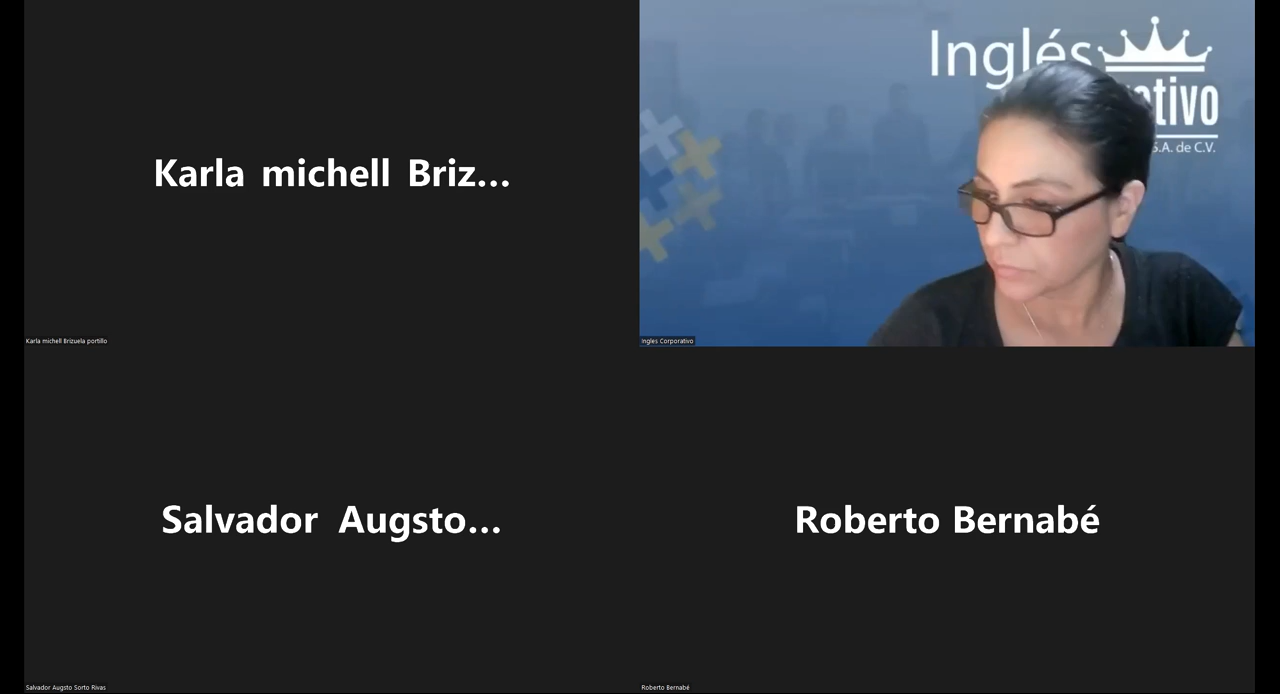 Karla michell Briz...
Karla michell Brizuela portillo
Inglés
ativo
S.A. de C.V.
Ingles Corporativo
Salvador Augsto...
Salvador Augsto Sorto Rivas
Roberto Bernabé
Roberto Bernabé